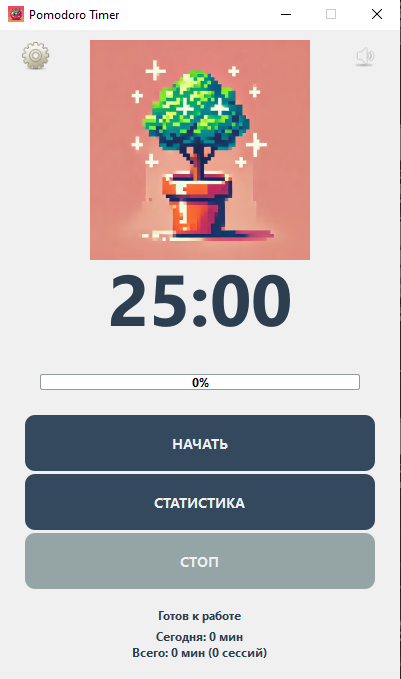 Pomodoro Timer
25:00
0%
НАЧАТЬ
СТАТИСТИКА
СТОП
Готов к работе
Сегодня: 0 мин
Всего: 0 мин (0 сессий)